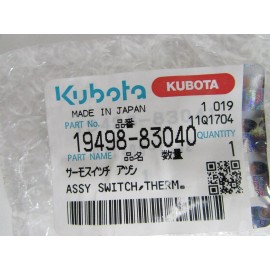 Kubota KUBOTA
MADE IN JAPAN 1 019
PART No. 品番 11Q1704
19498-83040 QUANTITY
PART NAME 品名 数量 1
サーモスイッチ アッシ
ASSY SWITCH,THERM.